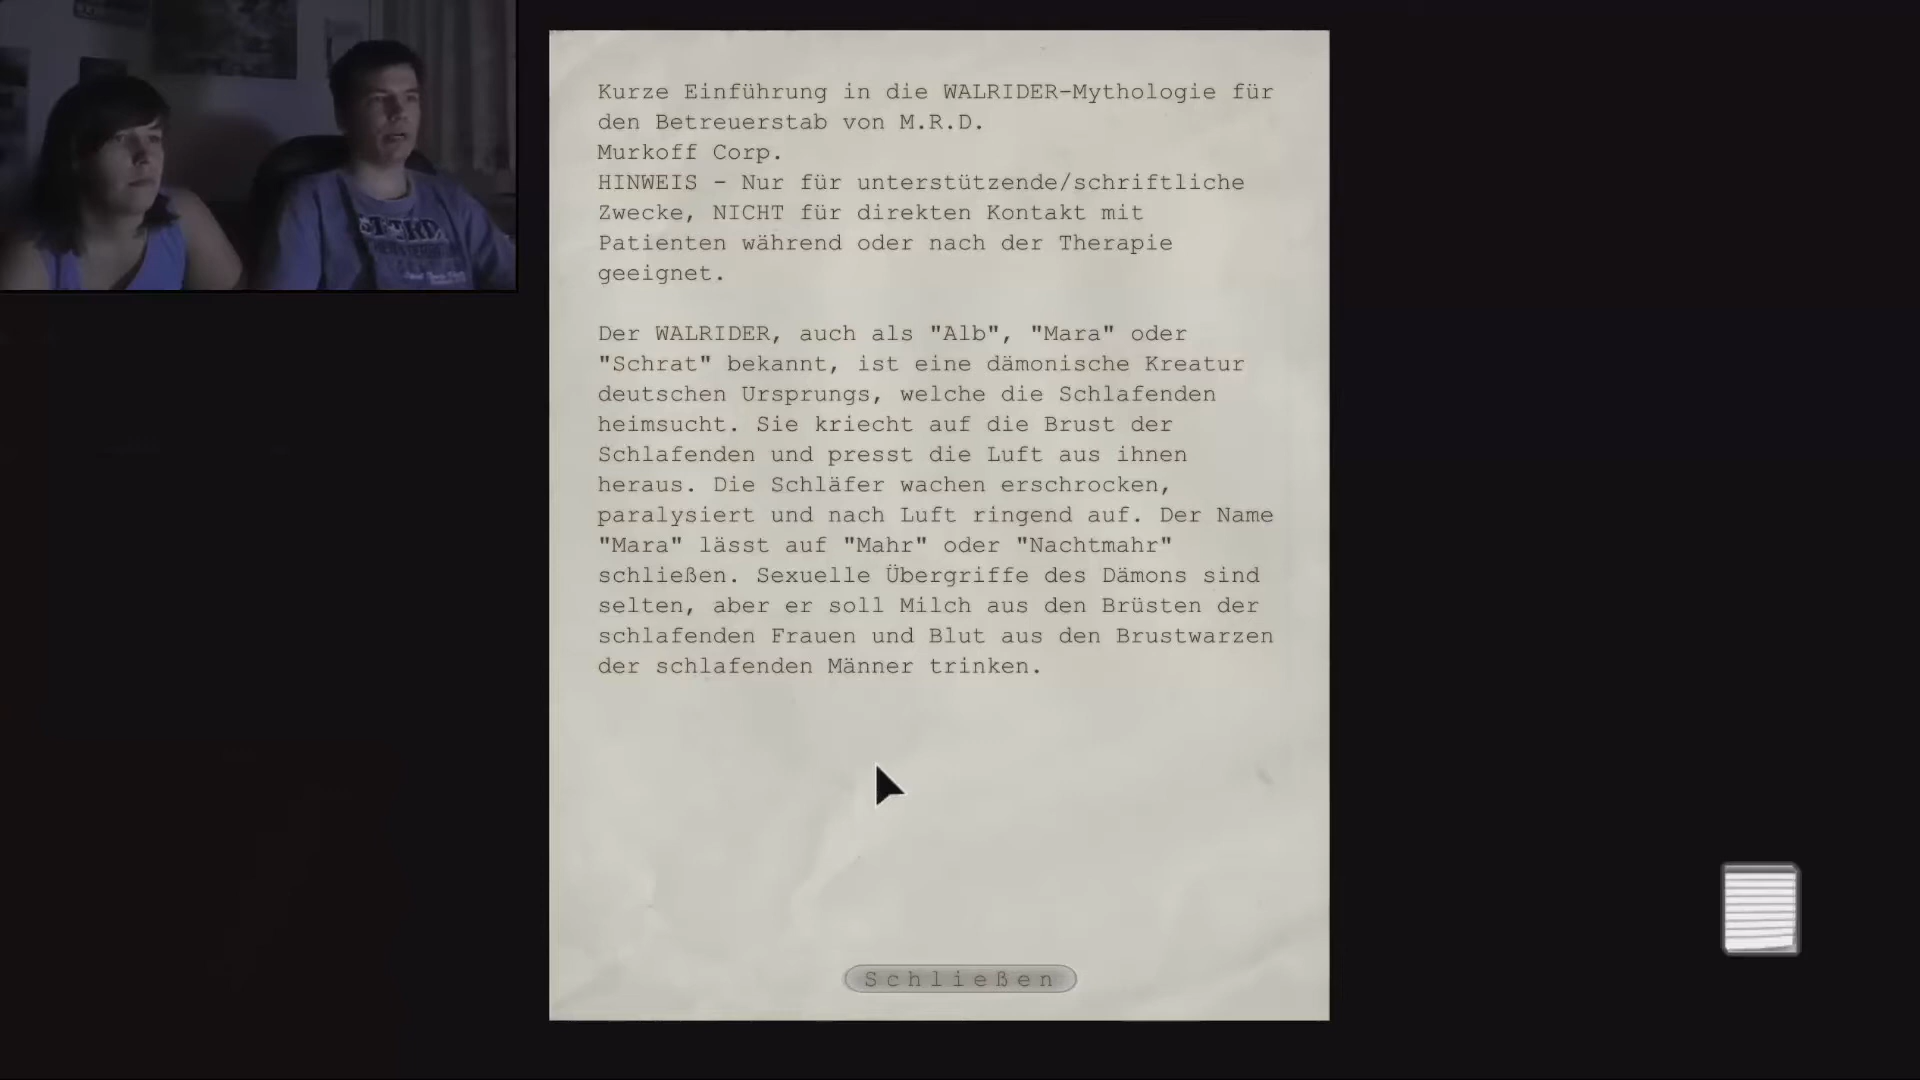 Kurze Einführung in die WALRIDER-Mythologie für
den Betreuerstab von M.R.D.
Murkoff Corp.
HINWEIS - Nur für unterstützende/schriftliche
Zwecke, NICHT für direkten Kontakt mit
Patienten während oder nach der Therapie
geeignet.
Der WALRIDER, auch als "Alb", "Mara" oder
"Schrat" bekannt, ist eine dämonische Kreatur
deutschen Ursprungs, welche die Schlafenden
heimsucht. Sie kriecht auf die Brust der
Schlafenden und presst die Luft aus ihnen
heraus. Die Schläfer wachen erschrocken,
paralysiert und nach Luft ringend auf. Der Name
"Mara" lässt auf "Mahr" oder "Nachtmahr"
schließen. Sexuelle Übergriffe des Dämons sind
selten, aber er soll Milch aus den Brüsten der
schlafenden Frauen und Blut aus den Brustwarzen
der schlafenden Männer trinken.
Schließen